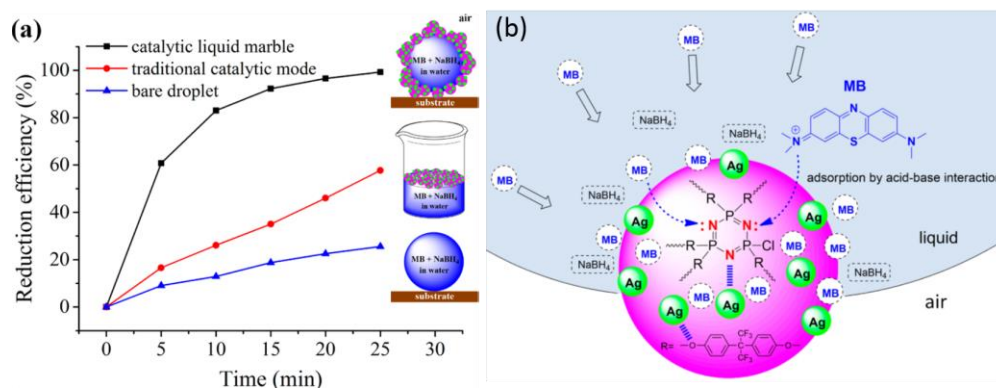 (a)
catalytic liquid marble
traditional catalytic mode
bare droplet
Reduction efficiency (%)
100
80
60
40
20
0
0 5 10 15 20 25 30
Time (min)
air
MB + NaBH4
in water
substrate
MB + NaBH4
in water
MB + NaBH4
in water
substrate
(b)
MB
MB
MB
MB
MB
NaBH4
NaBH4
N
N
S
N
⊕
MB
Ag
adsorption by acid-base interaction
MB
R R
P
:N N:
NaBH4
Ag
Ag
MB
MB
MB
R P P Cl
MB
liquid
NaBH4
Ag
R N R
Ag
NaBH4
MB
MB
MB
air
Ag
Ag
Ag
CF3
R= O O
CF3